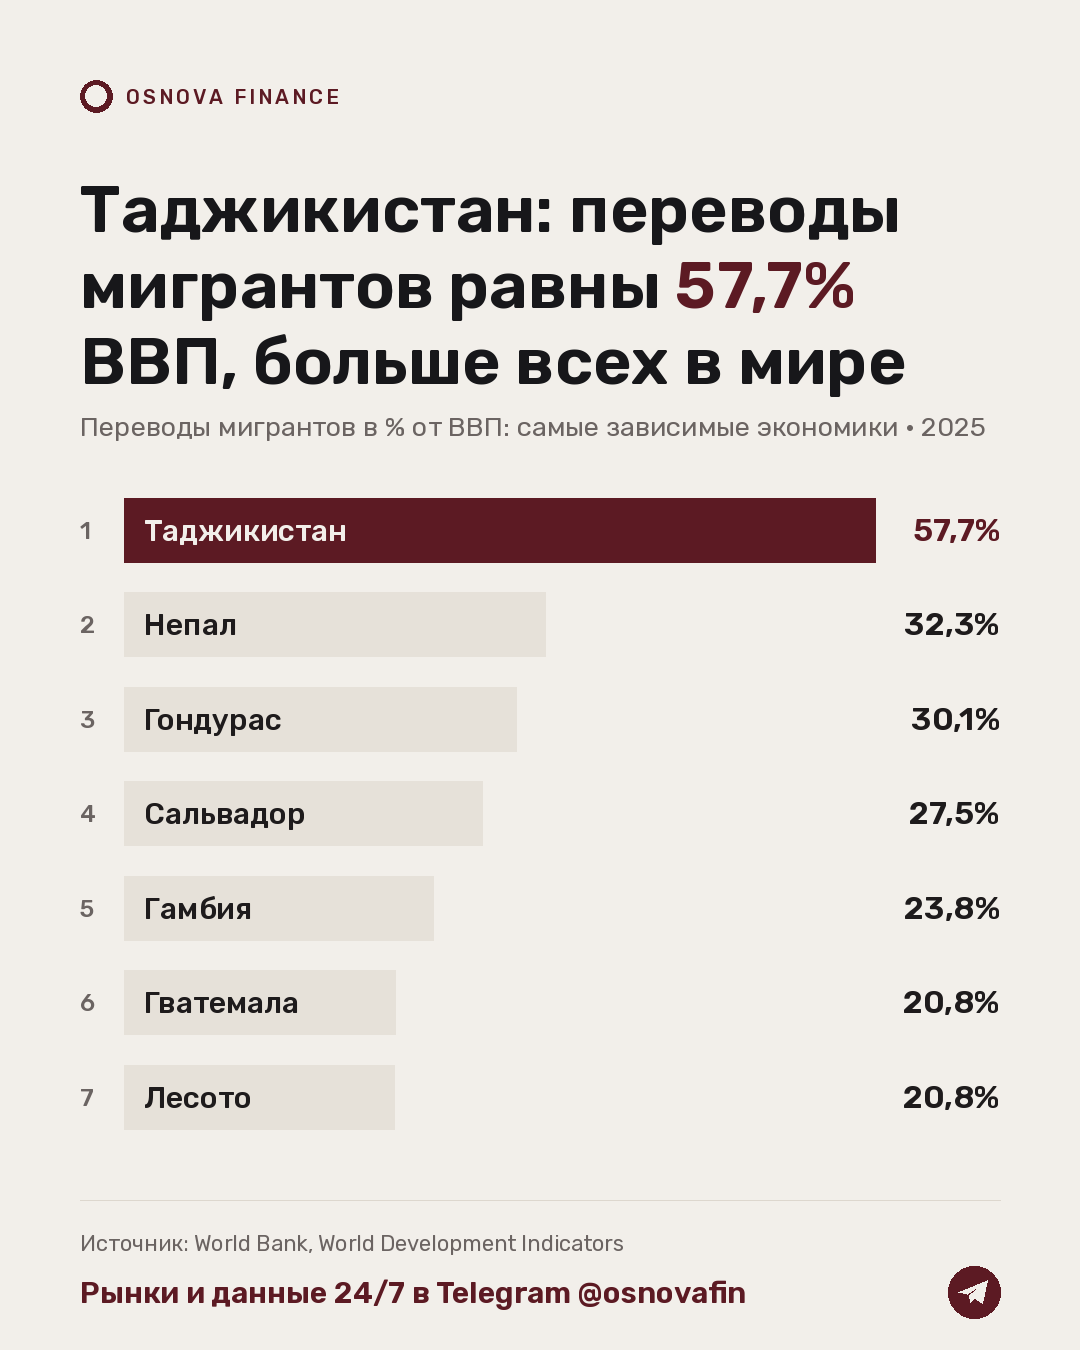 OSNOVA FINANCE
Таджикистан: переводы
мигрантов равны 57,7%
ВВП, больше всех в мире
Переводы мигрантов в % от ВВП: самые зависимые экономики • 2025
1 Таджикистан 57,7%
2 Непал 32,3%
3 Гондурас 30,1%
4 Сальвадор 27,5%
5 Гамбия 23,8%
6 Гватемала 20,8%
7 Лесото 20,8%
Источник: World Bank, World Development Indicators
Рынки и данные 24/7 в Telegram @osnovafin